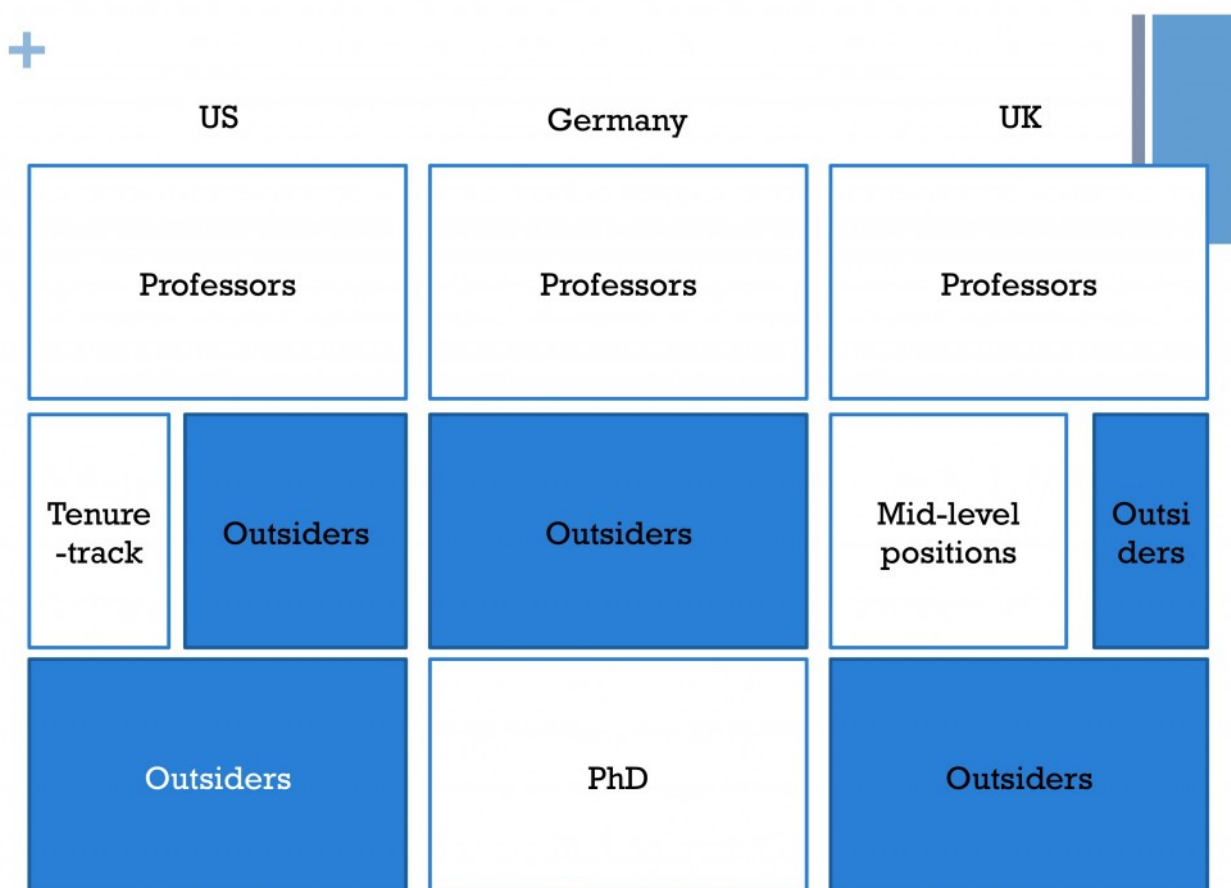 US
Germany
UK
Professors
Professors
Professors
Tenure
-track
Outsiders
Outsiders
Mid-level
positions
Outsi
ders
Outsiders
PhD
Outsiders